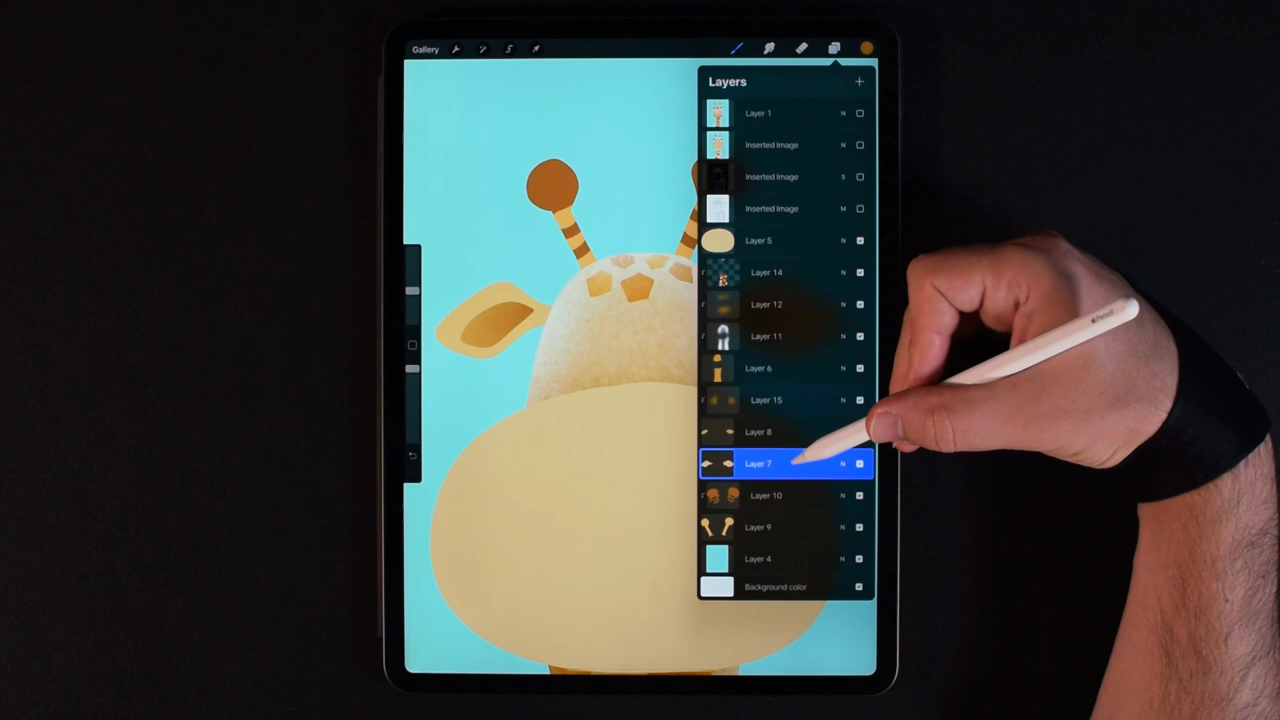 Gallery
Layers
Layer 1 N
Inserted Image N
Inserted Image S
Inserted Image M
Layer 5 N
Layer 14 N
Layer 12 N
Layer 11 N
Layer 6 N
Layer 15 N
Layer 8
Layer 7 N
Layer 10 N
Layer 9 N
Layer 4 N
Background color
Pencil